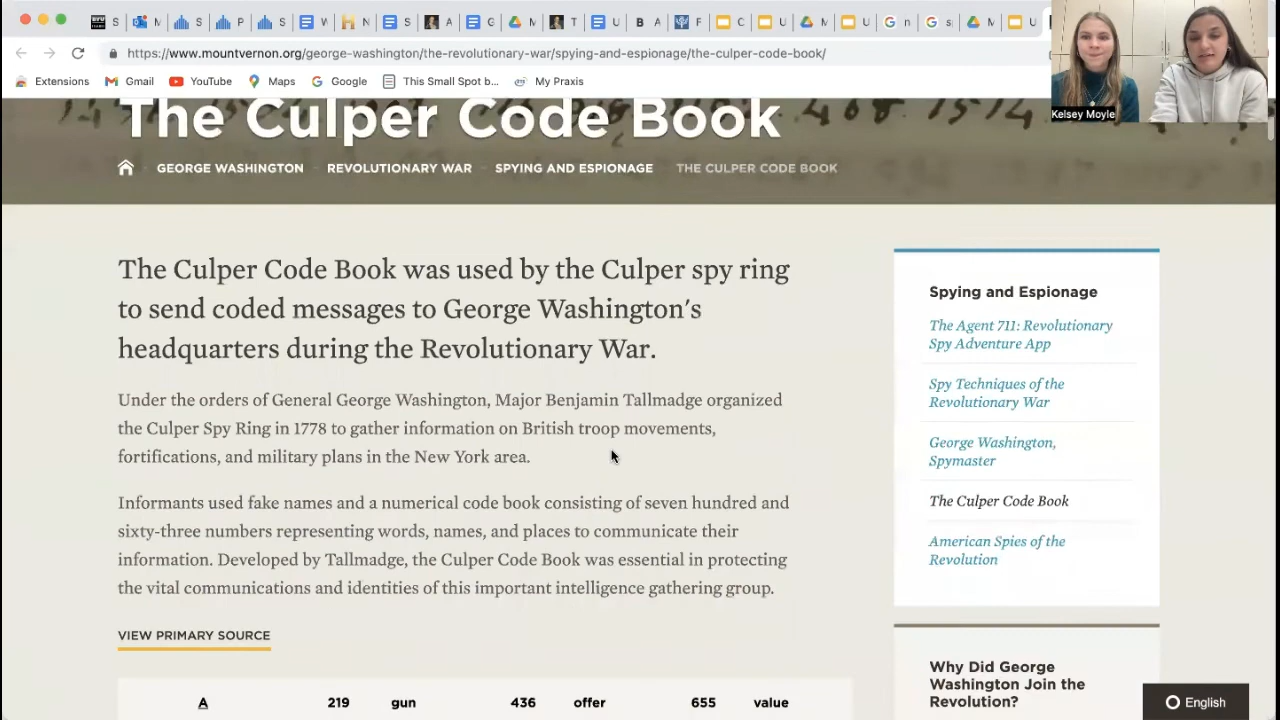 S
M
S
P
S
W
N
S
A
G
M
T
U
B A
F
C
U
M
U
G n
G s
M
U
https://www.mountvernon.org/george-washington/the-revolutionary-war/spying-and-espionage/the-culper-code-book/
Extensions Gmail YouTube Maps Google This Small Spot b... My Praxis
Kelsey Moyle
The Culper Code Book
GEORGE WASHINGTON REVOLUTIONARY WAR SPYING AND ESPIONAGE THE CULPER CODE BOOK
The Culper Code Book was used by the Culper spy ring
to send coded messages to George Washington's
headquarters during the Revolutionary War.
Under the orders of General George Washington, Major Benjamin Tallmadge organized
the Culper Spy Ring in 1778 to gather information on British troop movements,
fortifications, and military plans in the New York area.
Informants used fake names and a numerical code book consisting of seven hundred and
sixty-three numbers representing words, names, and places to communicate their
information. Developed by Tallmadge, the Culper Code Book was essential in protecting
the vital communications and identities of this important intelligence gathering group.
VIEW PRIMARY SOURCE
A 219 gun 436 offer 655 value
Spying and Espionage
The Agent 711: Revolutionary
Spy Adventure App
Spy Techniques of the
Revolutionary War
George Washington,
Spymaster
The Culper Code Book
American Spies of the
Revolution
Why Did George
Washington Join the
Revolution?
English